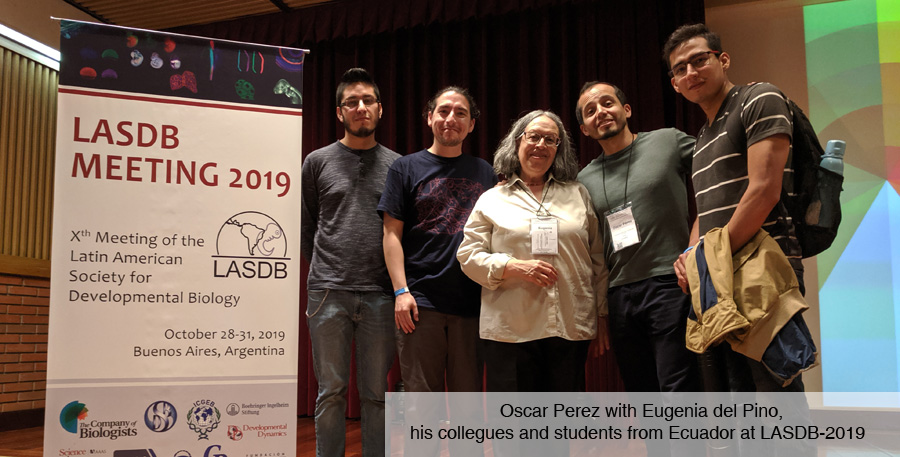 LASDB
MEETING 2019
Xth Meeting of the
Latin American
Society for
Developmental Biology
LASDB
October 28-31, 2019
Buenos Aires, Argentina
The Company of
Biologists
ICGEB
Boehringer Ingelheim
Stiftung
Developmental
Dynamics
Science
AAAS
Oscar Perez with Eugenia del Pino,
his collegues and students from Ecuador at LASDB-2019